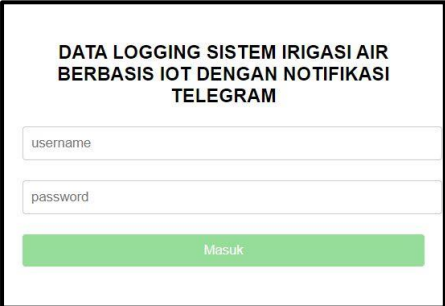 DATA LOGGING SISTEM IRIGASI AIR
BERBASIS IOT DENGAN NOTIFIKASI
TELEGRAM
username
password
Masuk